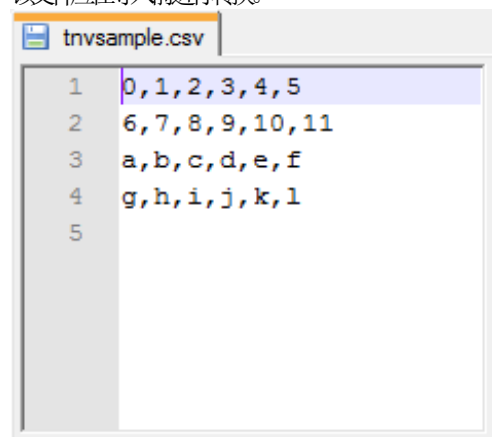 tnvsample.csv
1 0,1,2,3,4,5
2 6,7,8,9,10,11
3 a,b,c,d,e,f
4 g,h,i,j,k,l
5